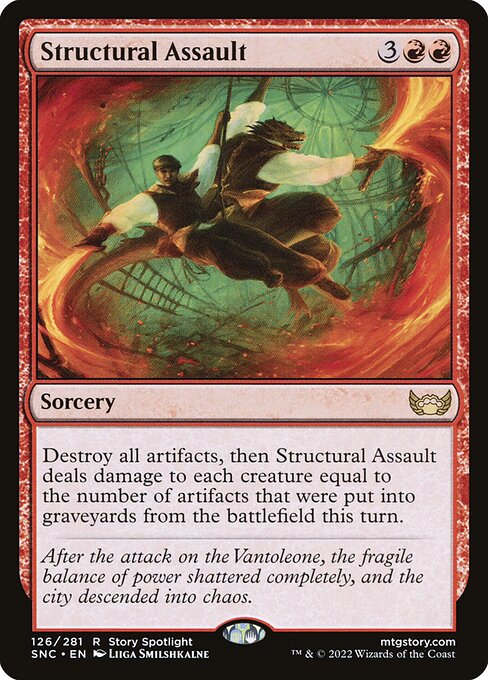 Structural Assault 3
Sorcery
Destroy all artifacts, then Structural Assault
deals damage to each creature equal to
the number of artifacts that were put into
graveyards from the battlefield this turn.
After the attack on the Vantoleone, the fragile
balance of power shattered completely, and the
city descended into chaos.
126/281 R Story Spotlight
mtgstory.com
SNC • EN Liiga Smilshkalne
™ & © 2022 Wizards of the Coast